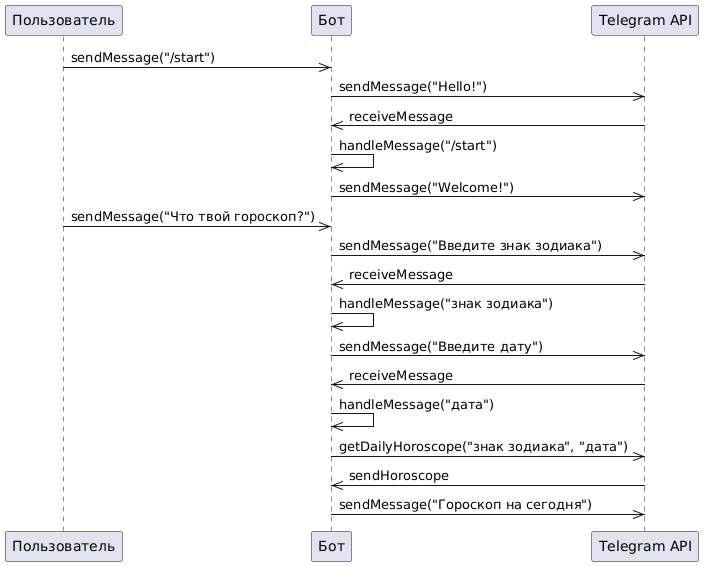 Пользователь Бот Telegram API
sendMessage("/start")
sendMessage("Hello!")
receiveMessage
handleMessage("/start")
sendMessage("Welcome!")
sendMessage("Что твой гороскоп?")
sendMessage("Введите знак зодиака")
receiveMessage
handleMessage("знак зодиака")
sendMessage("Введите дату")
receiveMessage
handleMessage("дата")
getDailyHoroscope("знак зодиака", "дата")
sendHoroscope
sendMessage("Гороскоп на сегодня")
Пользователь Бот Telegram API